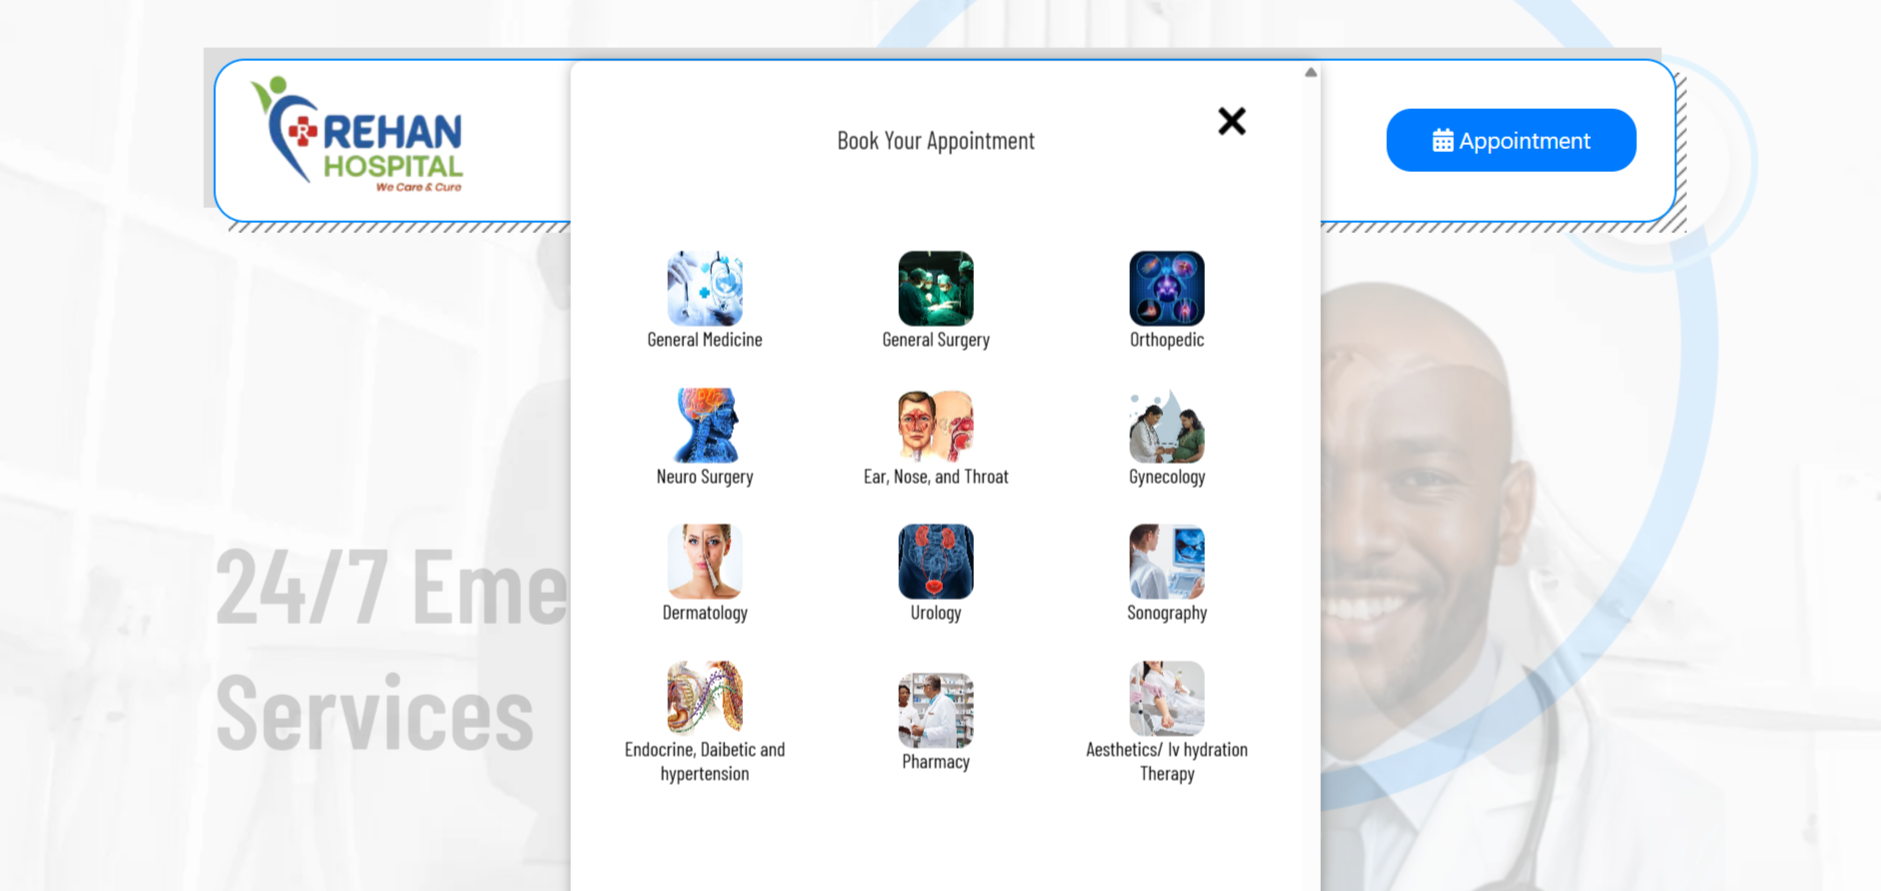 REHAN
HOSPITAL
We Care & Cure
Book Your Appointment
Appointment
General Medicine
General Surgery
Orthopedic
Neuro Surgery
Ear, Nose, and Throat
Gynecology
24/7 Eme
Services
Dermatology
Urology
Sonography
Endocrine, Daibetic and
hypertension
Pharmacy
Aesthetics/ Iv hydration
Therapy